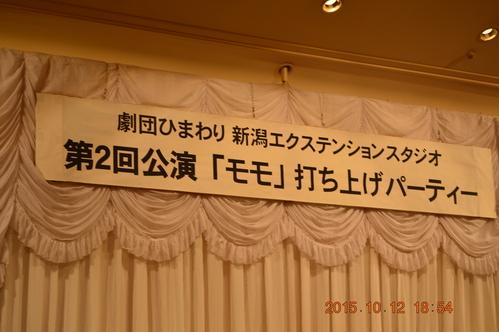 劇団ひまわり 新潟エクステンションスタジオ
第2回公演「モモ」打ち上げパーティー
2015.10.12 18:54